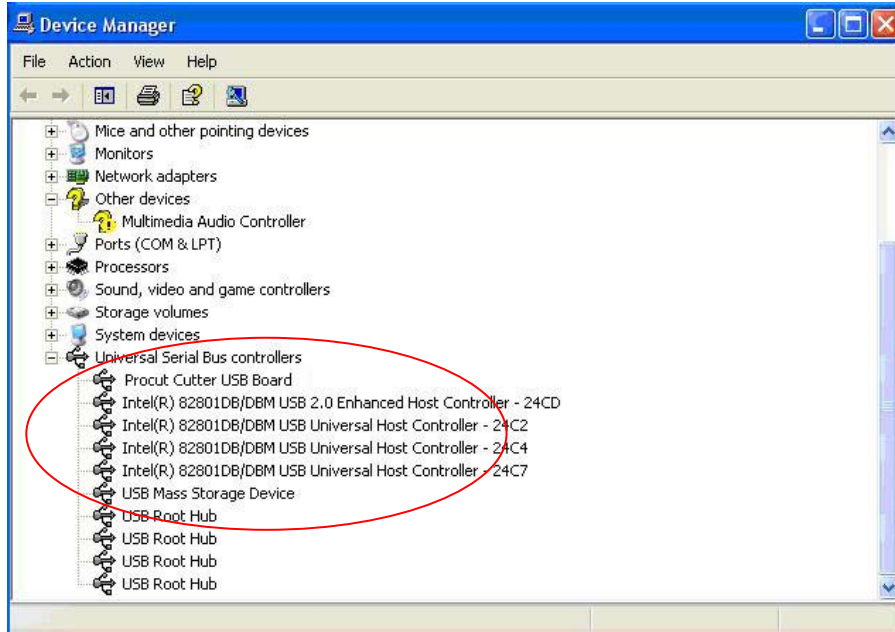 Device Manager
File Action View Help
Mice and other pointing devices
Monitors
Network adapters
Other devices
Multimedia Audio Controller
Ports (COM & LPT)
Processors
Sound, video and game controllers
Storage volumes
System devices
Universal Serial Bus controllers
Procut Cutter USB Board
Intel(R) 82801DB/DBM USB 2.0 Enhanced Host Controller - 24CD
Intel(R) 82801DB/DBM USB Universal Host Controller - 24C2
Intel(R) 82801DB/DBM USB Universal Host Controller - 24C4
Intel(R) 82801DB/DBM USB Universal Host Controller - 24C7
USB Mass Storage Device
USB Root Hub
USB Root Hub
USB Root Hub
USB Root Hub